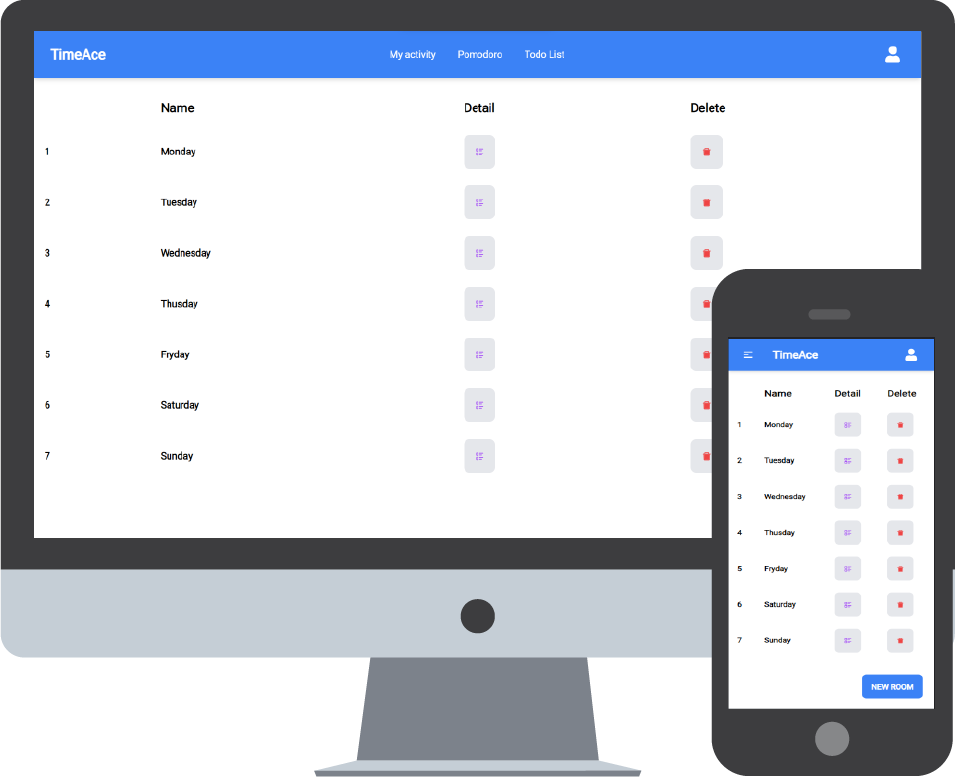 TimeAce My activity Pomodoro Todo List
Name Detail Delete
1 Monday
2 Tuesday
3 Wednesday
4 Thusday
5 Fryday
6 Saturday
7 Sunday
TimeAce
Name Detail Delete
1 Monday
2 Tuesday
3 Wednesday
4 Thusday
5 Fryday
6 Saturday
7 Sunday
NEW ROOM